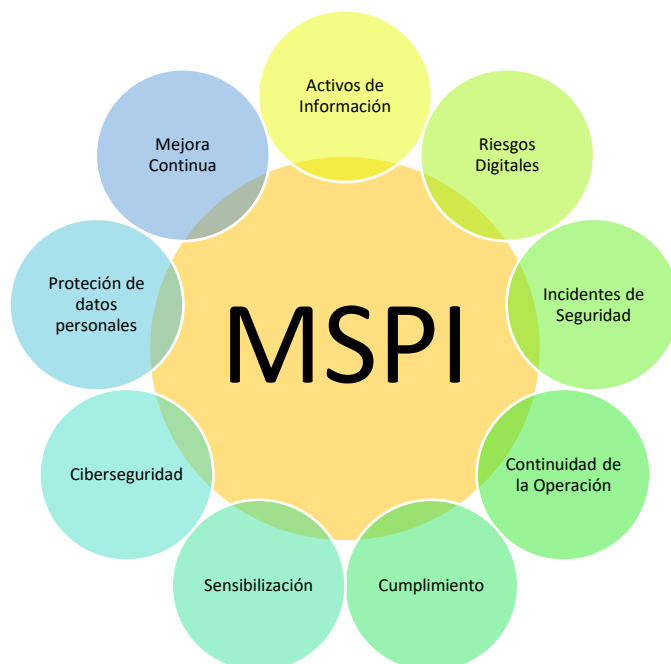 Activos de
Información
Riesgos
Digitales
Incidentes de
Seguridad
Continuidad de
la Operación
Cumplimiento
Sensibilización
Ciberseguridad
Proteción de
datos
personales
Mejora
Continua
MSPI